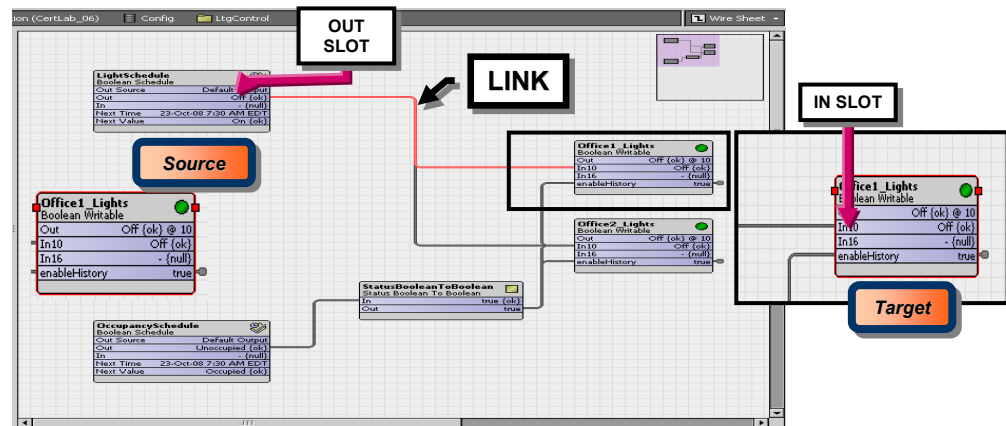 tion (CertLab_06) Config LtgControl Wire Sheet
OUT
SLOT
LINK
IN SLOT
LightSchedule
Boolean Schedule
Out Source Default Output
Out Off {ok}
In - {null}
Next Time 23-Oct-08 7:30 AM EDT
Next Value On {ok}
Source
Office1_Lights
Boolean Writable
Out Off {ok} @ 10
In10 Off {ok}
In16 - {null}
enableHistory true
Office1_Lights
Boolean Writable
Out Off {ok} @ 10
In10 Off {ok}
In16 - {null}
enableHistory true
Office2_Lights
Boolean Writable
Out Off {ok} @ 10
In10 Off {ok}
In16 - {null}
enableHistory true
StatusBooleanToBoolean
Status Boolean To Boolean
In true {ok}
Out true
OccupancySchedule
Boolean Schedule
Out Source Default Output
Out Unoccupied {ok}
In - {null}
Next Time 23-Oct-08 7:30 AM EDT
Next Value Occupied {ok}
Office1_Lights
Boolean Writable
Off {ok} @ 10
In10 Off {ok}
In16 - {null}
enableHistory true
Target